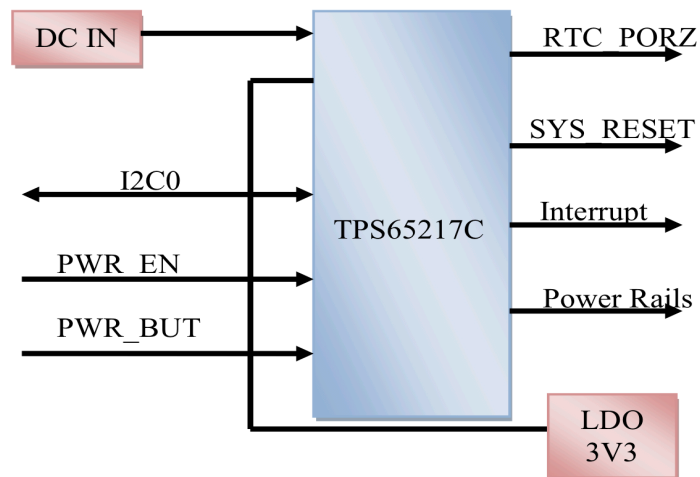 DC IN
RTC_PORZ
SYS_RESET
I2C0
Interrupt
TPS65217C
PWR_EN
Power Rails
PWR_BUT
LDO
3V3